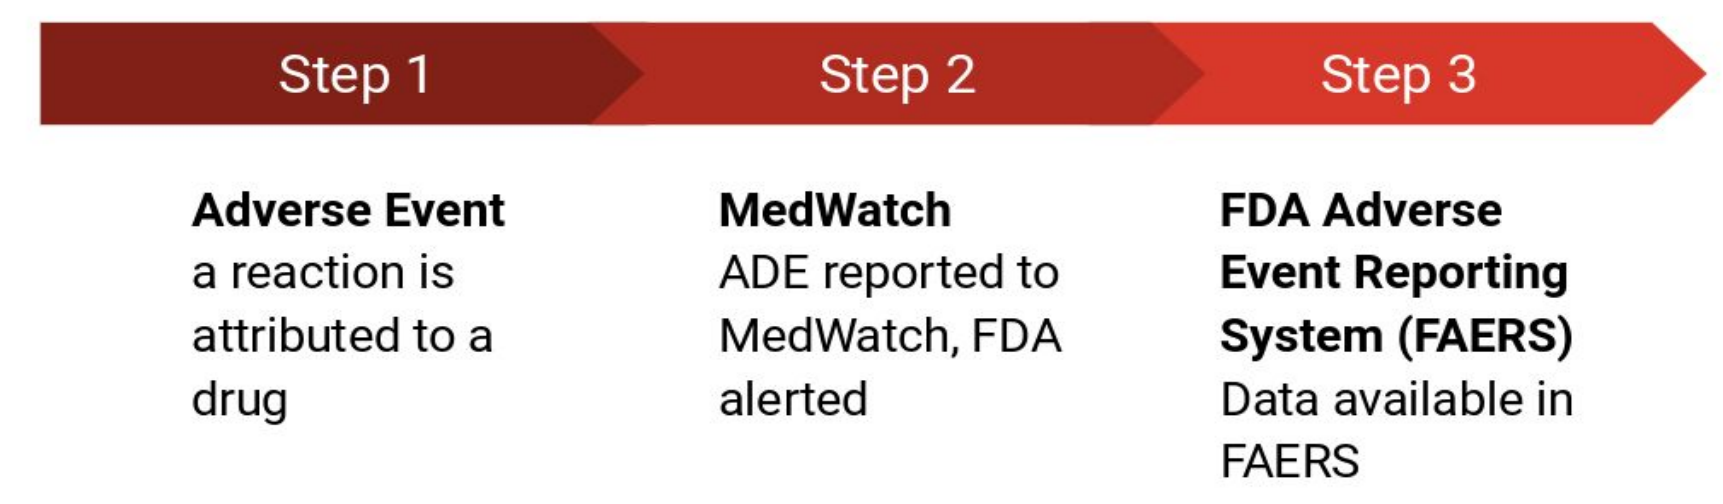 Step 1
Step 2
Step 3
Adverse Event
a reaction is
attributed to a
drug
MedWatch
ADE reported to
MedWatch, FDA
alerted
FDA Adverse
Event Reporting
System (FAERS)
Data available in
FAERS